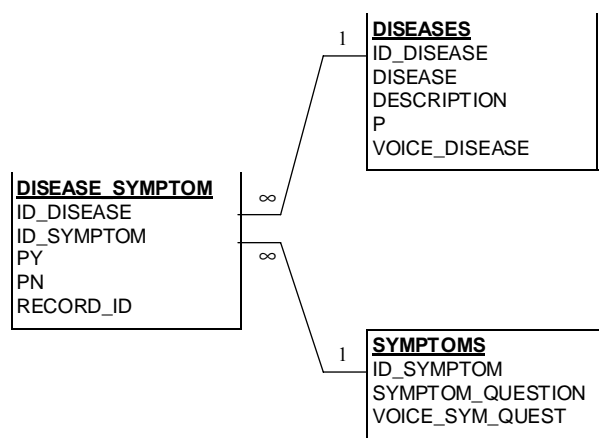 DISEASES
ID_DISEASE
DISEASE
DESCRIPTION
P
VOICE_DISEASE
1
DISEASE_SYMPTOM
ID_DISEASE
ID_SYMPTOM
PY
PN
RECORD_ID
∞
∞
1
SYMPTOMS
ID_SYMPTOM
SYMPTOM_QUESTION
VOICE_SYM_QUEST